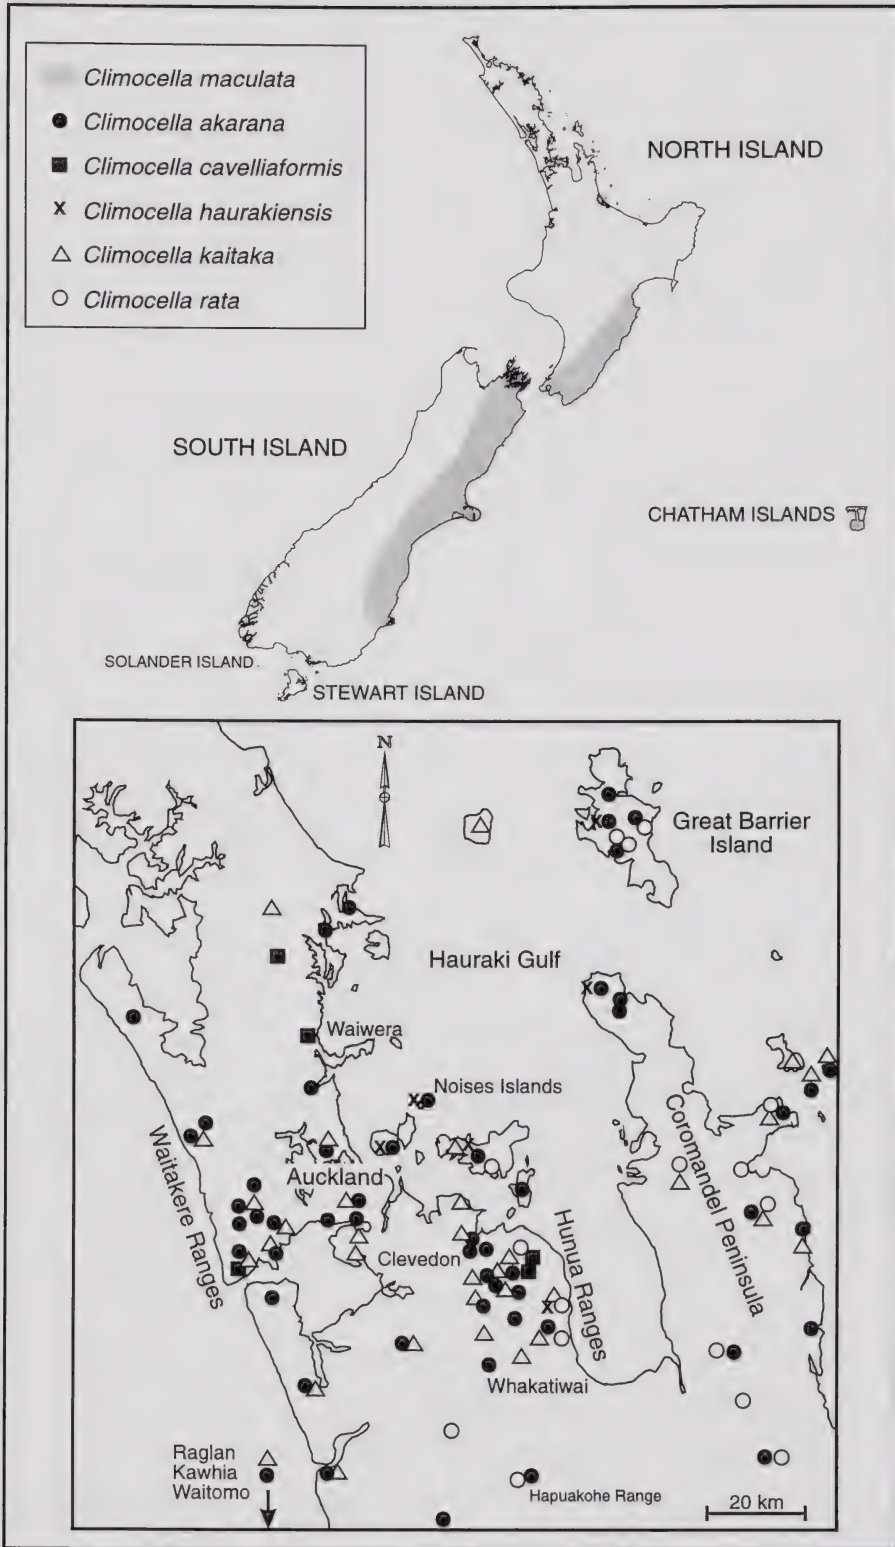 Climocella maculata
Climocella akarana
Climocella cavelliaformis
x Climocella haurakiensis
Climocella kaitaka
Climocella rata
NORTH ISLAND
SOUTH ISLAND
CHATHAM ISLANDS
SOLANDER ISLAND
STEWART ISLAND
N
Great Barrier
Island
Hauraki Gulf
Waiwera
Noises Islands
Waitakere Ranges
Auckland
Coromandel Peninsula
Clevedon
Hunua Ranges
Whakatiwai
Raglan
Kawhia
Waitomo
Hapuakohe Range
20 km